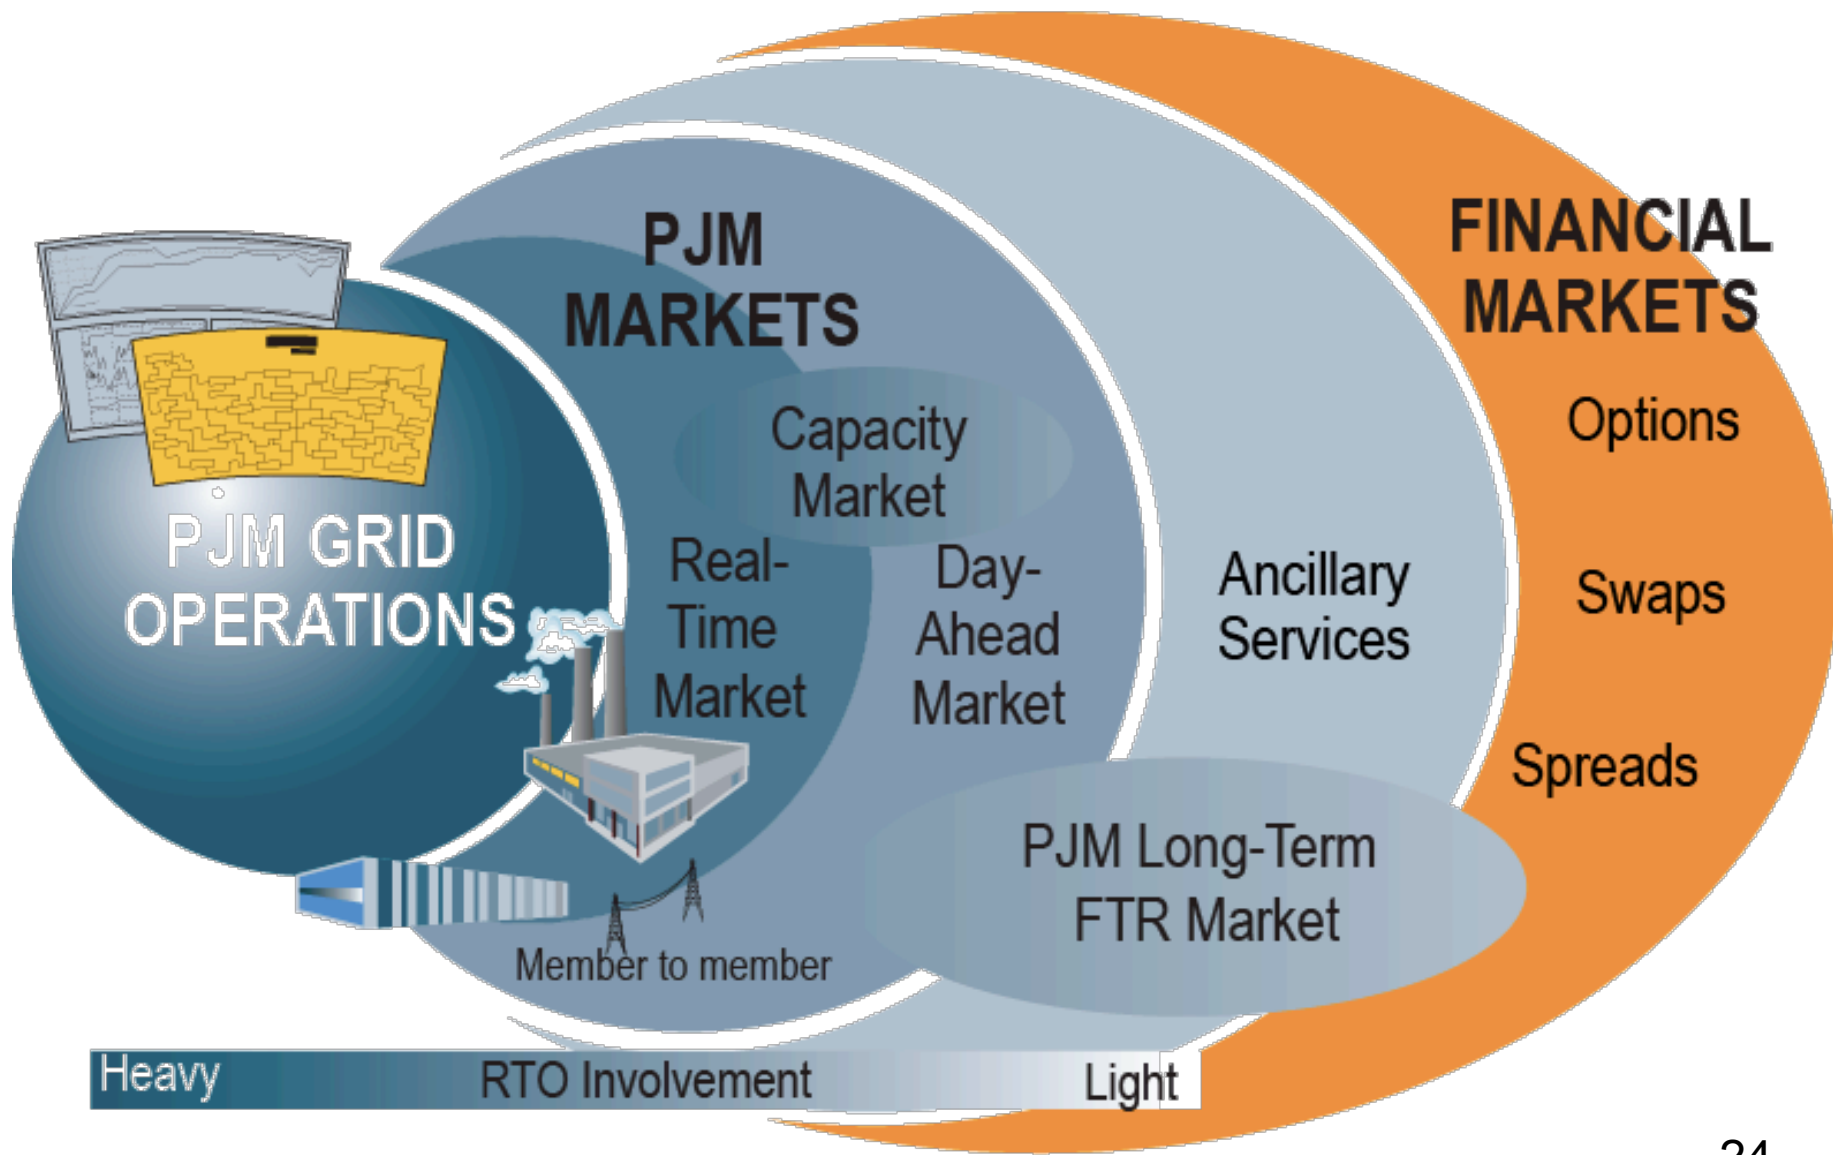 PJM
MARKETS
FINANCIAL
MARKETS
Capacity
Market
Options
PJM GRID
OPERATIONS
Real-
Time
Market
Day-
Ahead
Market
Ancillary
Services
Swaps
Spreads
PJM Long-Term
FTR Market
Member to member
Heavy
RTO Involvement
Light
24